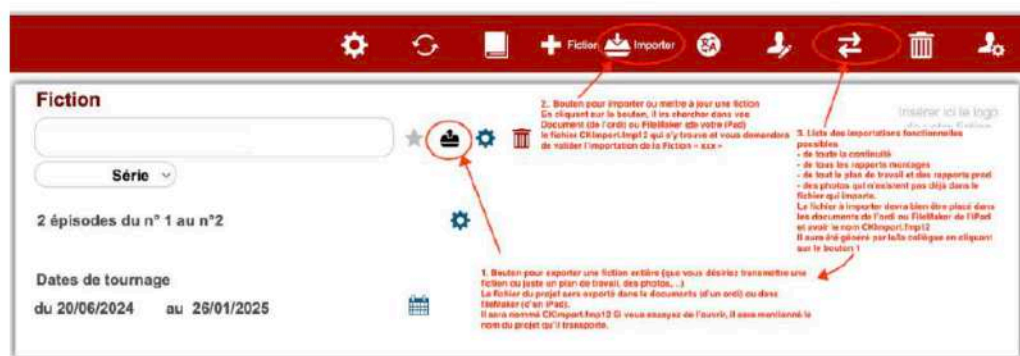 Fiction
Importer
Fiction
Insérer ici le logo
de votre fiction
Série
2 épisodes du n° 1 au n°2
Dates de tournage
du 20/06/2024 au 26/01/2025
2.. Bouton pour importer ou mettre à jour une fiction
En cliquant sur le bouton, il ira chercher dans vos
Document (de l'ordi) ou FileMaker (de votre iPad)
le fichier CKImport.fmp12 qui s'y trouve et vous demandera
de valider l'importation de la Fiction « xxx »
3. Liste des importations fonctionnelles
possibles
- de toute la continuité
- de tous les rapports montages
- de tout le plan de travail et des rapports prod
- des photos qui n'existent pas déjà dans le
fichier qui importe.
Le fichier à importer devra bien être placé dans
les documents de l'ordi ou FileMaker de l'iPad
et avoir le nom CKImport.fmp12
Il aura été généré par le/la collègue en cliquant
sur le bouton 1
1. Bouton pour exporter une fiction entière (que vous désiriez transmettre une
fiction ou juste un plan de travail, des photos, ..)
Le fichier du projet sera exporté dans le documents (d'un ordi) ou dans
fileMaker (d'un iPad).
Il sera nommé CKImport.fmp12 Si vous essayez de l'ouvrir, il sera mentionné le
nom du projet qu'il transporte.